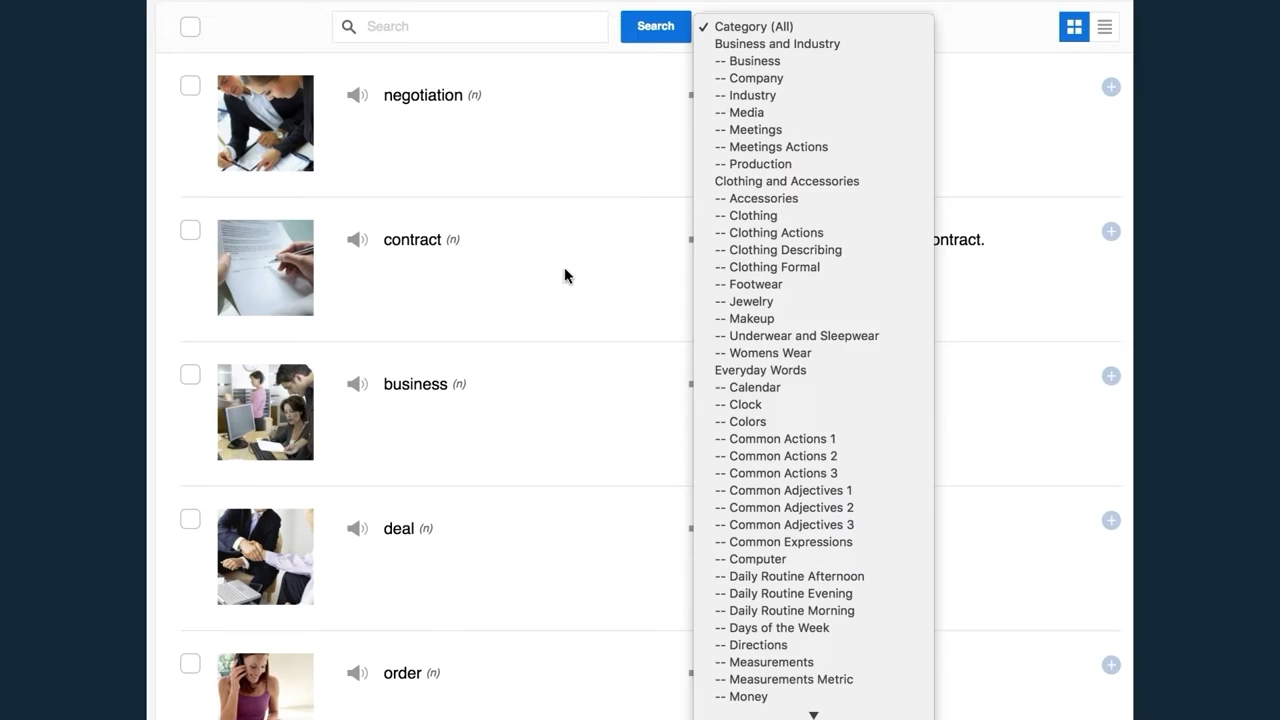 Search
Search
✓ Category (All)
Business and Industry
-- Business
-- Company
-- Industry
-- Media
-- Meetings
-- Meetings Actions
-- Production
Clothing and Accessories
-- Accessories
-- Clothing
-- Clothing Actions
-- Clothing Describing
-- Clothing Formal
-- Footwear
-- Jewelry
-- Makeup
-- Underwear and Sleepwear
-- Womens Wear
Everyday Words
-- Calendar
-- Clock
-- Colors
-- Common Actions 1
-- Common Actions 2
-- Common Actions 3
-- Common Adjectives 1
-- Common Adjectives 2
-- Common Adjectives 3
-- Common Expressions
-- Computer
-- Daily Routine Afternoon
-- Daily Routine Evening
-- Daily Routine Morning
-- Days of the Week
-- Directions
-- Measurements
-- Measurements Metric
-- Money
negotiation (n)
contract (n)
ontract.
business (n)
deal (n)
order (n)